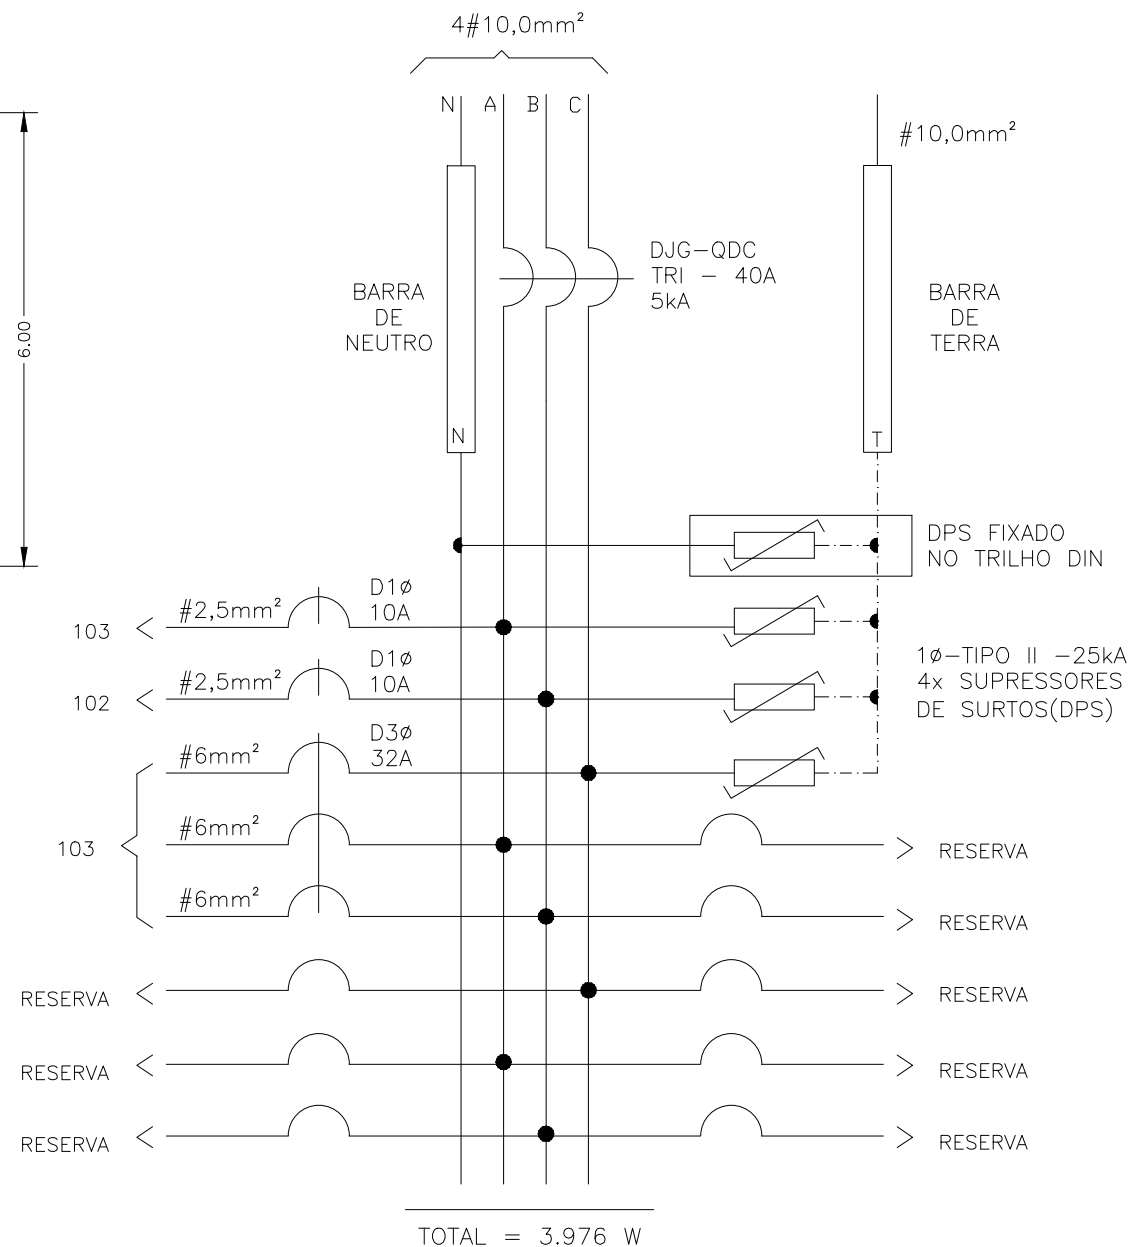 4#10,0mm²
N A B C
#10,0mm²
DJG-QDC
TRI - 40A
5kA
BARRA
DE
NEUTRO
BARRA
DE
TERRA
6.00
N
T
DPS FIXADO
NO TRILHO DIN
D1ø
10A
#2,5mm²
103
D1ø
10A
#2,5mm²
102
1ø-TIPO II -25kA
4x SUPRESSORES
DE SURTOS(DPS)
D3ø
32A
#6mm²
#6mm²
#6mm²
103
RESERVA
RESERVA
RESERVA
RESERVA
RESERVA
RESERVA
RESERVA
RESERVA
TOTAL = 3.976 W